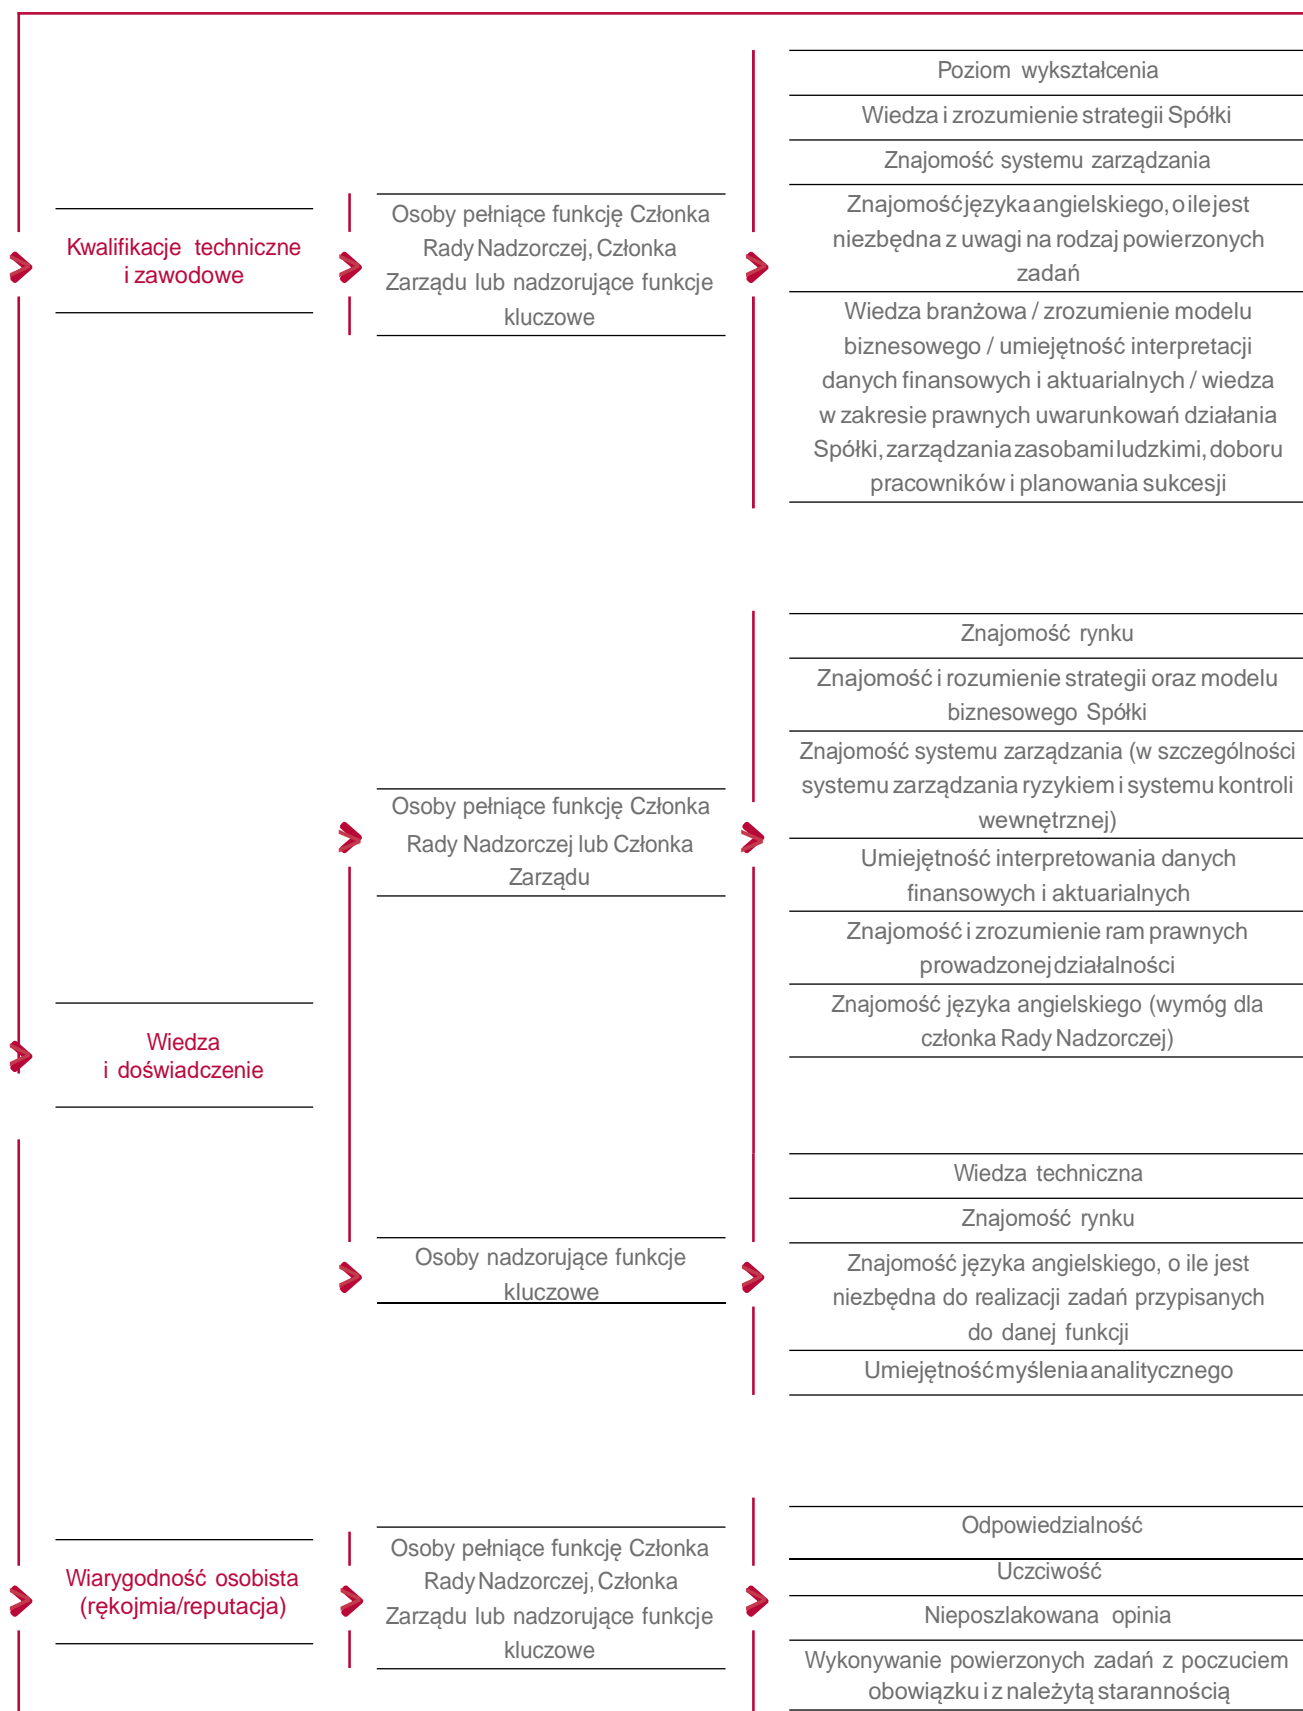 Kwalifikacje techniczne
i zawodowe
Osoby pełniące funkcję Członka
Rady Nadzorczej, Członka
Zarządu lub nadzorujące funkcje
kluczowe
Poziom wykształcenia
Wiedza i zrozumienie strategii Spółki
Znajomość systemu zarządzania
Znajomość języka angielskiego, o ile jest
niezbędna z uwagi na rodzaj powierzonych
zadań
Wiedza branżowa / zrozumienie modelu
biznesowego / umiejętność interpretacji
danych finansowych i aktuarialnych / wiedza
w zakresie prawnych uwarunkowań działania
Spółki, zarządzania zasobami ludzkimi, doboru
pracowników i planowania sukcesji
Wiedza
i doświadczenie
Osoby pełniące funkcję Członka
Rady Nadzorczej lub Członka
Zarządu
Znajomość rynku
Znajomość i rozumienie strategii oraz modelu
biznesowego Spółki
Znajomość systemu zarządzania (w szczególności
systemu zarządzania ryzykiem i systemu kontroli
wewnętrznej)
Umiejętność interpretowania danych
finansowych i aktuarialnych
Znajomość i zrozumienie ram prawnych
prowadzonej działalności
Znajomość języka angielskiego (wymóg dla
członka Rady Nadzorczej)
Osoby nadzorujące funkcje
kluczowe
Wiedza techniczna
Znajomość rynku
Znajomość języka angielskiego, o ile jest
niezbędna do realizacji zadań przypisanych
do danej funkcji
Umiejętność myślenia analitycznego
Wiarygodność osobista
(rękojmia/reputacja)
Osoby pełniące funkcję Członka
Rady Nadzorczej, Członka
Zarządu lub nadzorujące funkcje
kluczowe
Odpowiedzialność
Uczciwość
Nieposzlakowana opinia
Wykonywanie powierzonych zadań z poczuciem
obowiązku i z należytą starannością